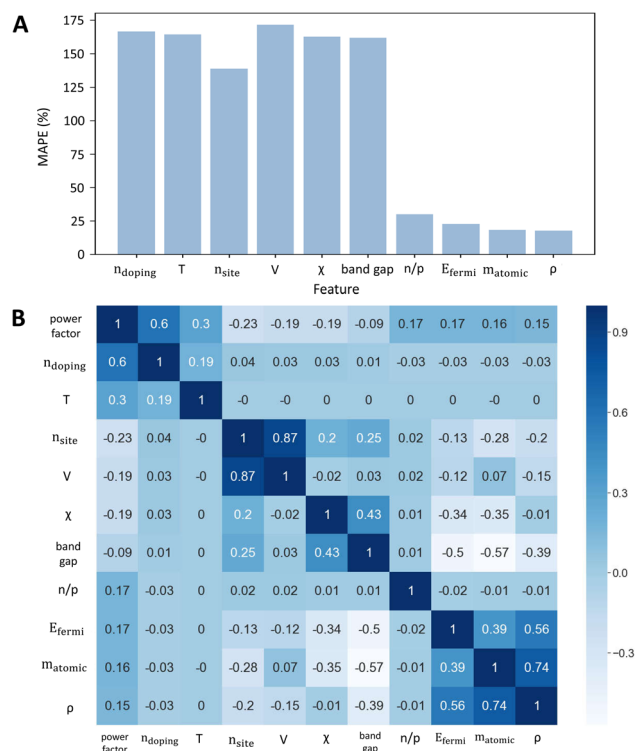 A
175
150
125
100
75
50
25
0
MAPE (%)
n_doping T n_site V χ band gap n/p E_fermi m_atomic ρ
Feature
B
power factor 1 0.6 0.3 -0.23 -0.19 -0.19 -0.09 0.17 0.17 0.16 0.15
n_doping 0.6 1 0.19 0.04 0.03 0.03 0.01 -0.03 -0.03 -0.03 -0.03
T 0.3 0.19 1 -0 -0 0 0 0 0 -0 0
n_site -0.23 0.04 -0 1 0.87 0.2 0.25 0.02 -0.13 -0.28 -0.2
V -0.19 0.03 -0 0.87 1 -0.02 0.03 0.02 -0.12 0.07 -0.15
χ -0.19 0.03 0 0.2 -0.02 1 0.43 0.01 -0.34 -0.35 -0.01
band gap -0.09 0.01 0 0.25 0.03 0.43 1 0.01 -0.5 -0.57 -0.39
n/p 0.17 -0.03 0 0.02 0.02 0.01 0.01 1 -0.02 -0.01 -0.01
E_fermi 0.17 -0.03 0 -0.13 -0.12 -0.34 -0.5 -0.02 1 0.39 0.56
m_atomic 0.16 -0.03 -0 -0.28 0.07 -0.35 -0.57 -0.01 0.39 1 0.74
ρ 0.15 -0.03 0 -0.2 -0.15 -0.01 -0.39 -0.01 0.56 0.74 1
power factor n_doping T n_site V χ band gap n/p E_fermi m_atomic ρ
0.9
0.6
0.3
0.0
-0.3